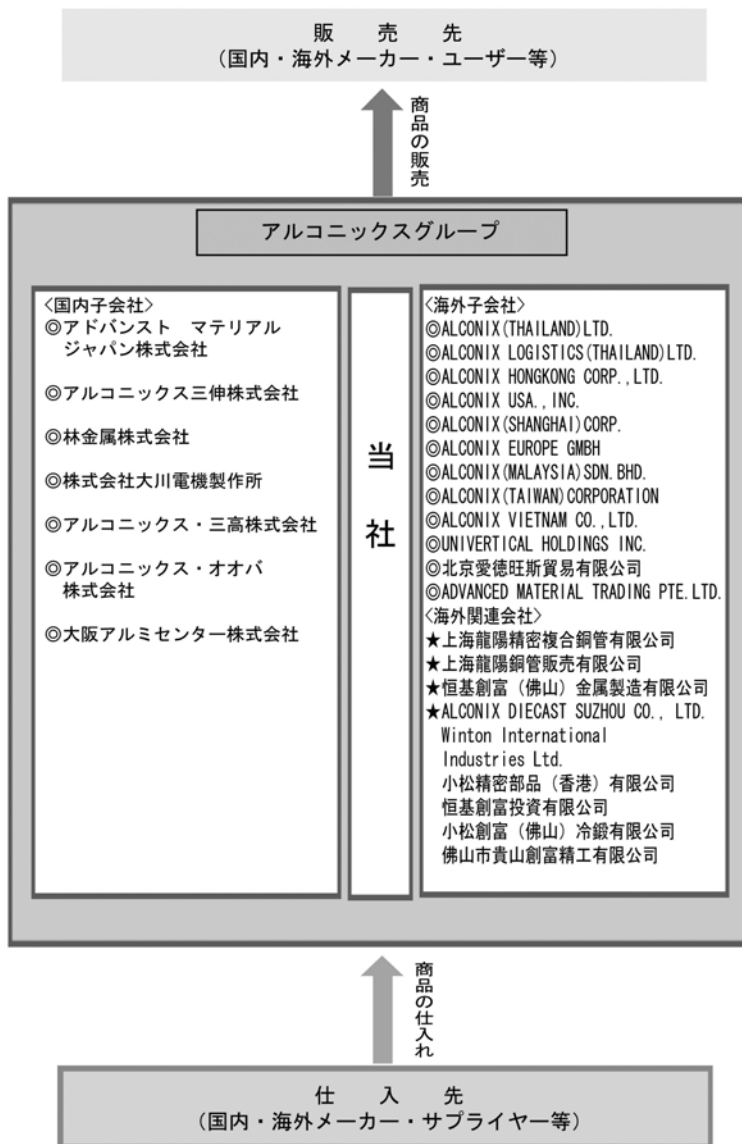 販　売　先
（国内・海外メーカー・ユーザー等）
商品の販売
アルコニックスグループ
〈国内子会社〉
◎アドバンスト　マテリアル
ジャパン株式会社
◎アルコニックス三伸株式会社
◎林金属株式会社
◎株式会社大川電機製作所
◎アルコニックス・三高株式会社
◎アルコニックス・オオバ
株式会社
◎大阪アルミセンター株式会社
当社
〈海外子会社〉
◎ALCONIX(THAILAND)LTD.
◎ALCONIX LOGISTICS(THAILAND)LTD.
◎ALCONIX HONGKONG CORP.,LTD.
◎ALCONIX USA.,INC.
◎ALCONIX(SHANGHAI)CORP.
◎ALCONIX EUROPE GMBH
◎ALCONIX(MALAYSIA)SDN.BHD.
◎ALCONIX(TAIWAN)CORPORATION
◎ALCONIX VIETNAM CO.,LTD.
◎UNIVERTICAL HOLDINGS INC.
◎北京愛徳旺斯貿易有限公司
◎ADVANCED MATERIAL TRADING PTE.LTD.
〈海外関連会社〉
★上海龍陽精密複合銅管有限公司
★上海龍陽銅管販売有限公司
★恒基創富（佛山）金属製造有限公司
★ALCONIX DIECAST SUZHOU CO., LTD.
Winton International
Industries Ltd.
小松精密部品（香港）有限公司
恒基創富投資有限公司
小松創富（佛山）冷鍛有限公司
佛山市貴山創富精工有限公司
商品の仕入れ
仕　入　先
（国内・海外メーカー・サプライヤー等）